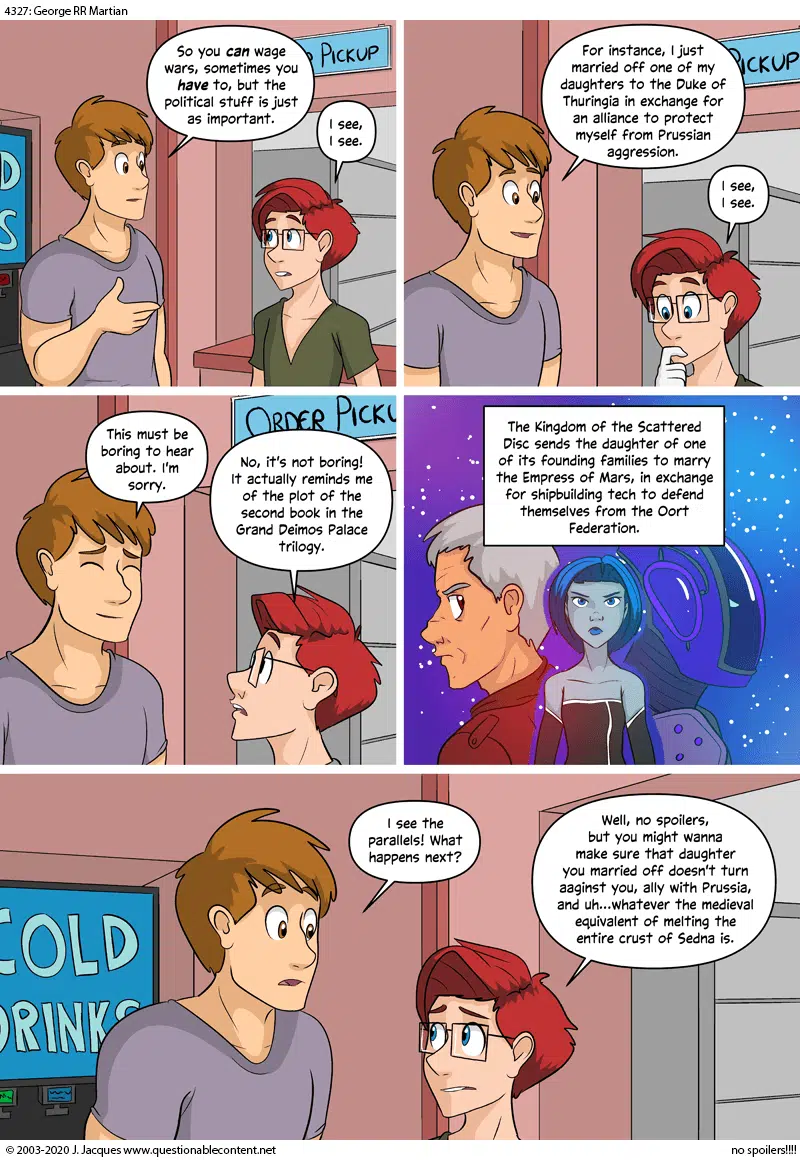 4327: George RR Martian
So you can wage
wars, sometimes you
have to, but the
political stuff is just
as important.
PICKUP
I see,
I see.
D
S
For instance, I just
married off one of my
daughters to the Duke of
Thuringia in exchange for
an alliance to protect
myself from Prussian
aggression.
ICKUP
I see,
I see.
ORDER PICKU
This must be
boring to hear
about. I'm
sorry.
No, it's not boring!
It actually reminds me
of the plot of the
second book in the
Grand Deimos Palace
trilogy.
The Kingdom of the Scattered
Disc sends the daughter of one
of its founding families to marry
the Empress of Mars, in exchange
for shipbuilding tech to defend
themselves from the Oort
Federation.
I see the
parallels! What
happens next?
Well, no spoilers,
but you might wanna
make sure that daughter
you married off doesn't turn
aaginst you, ally with Prussia,
and uh...whatever the medieval
equivalent of melting the
entire crust of Sedna is.
COLD
DRINKS
© 2003-2020 J. Jacques www.questionablecontent.net
no spoilers!!!!